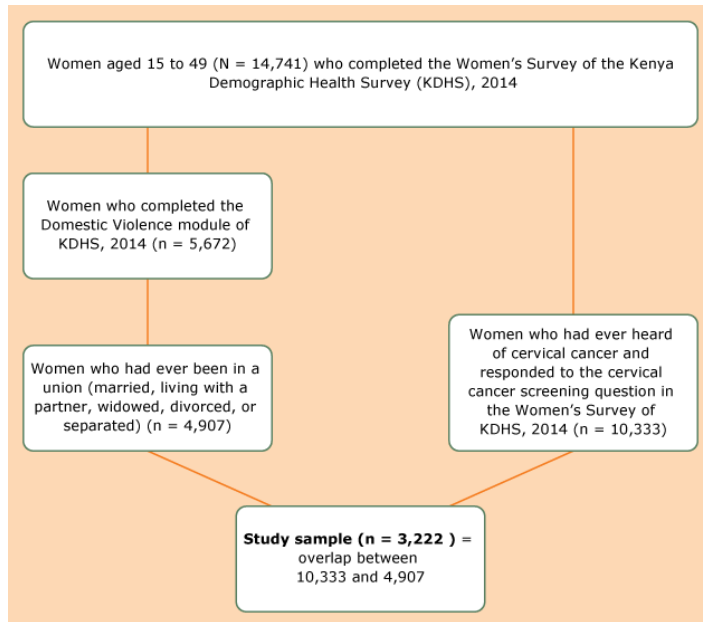 Women aged 15 to 49 (N = 14,741) who completed the Women’s Survey of the Kenya
Demographic Health Survey (KDHS), 2014
Women who completed the
Domestic Violence module of
KDHS, 2014 (n = 5,672)
Women who had ever been in a
union (married, living with a
partner, widowed, divorced, or
separated) (n = 4,907)
Women who had ever heard
of cervical cancer and
responded to the cervical
cancer screening question in
the Women’s Survey of
KDHS, 2014 (n = 10,333)
Study sample (n = 3,222 ) =
overlap between
10,333 and 4,907